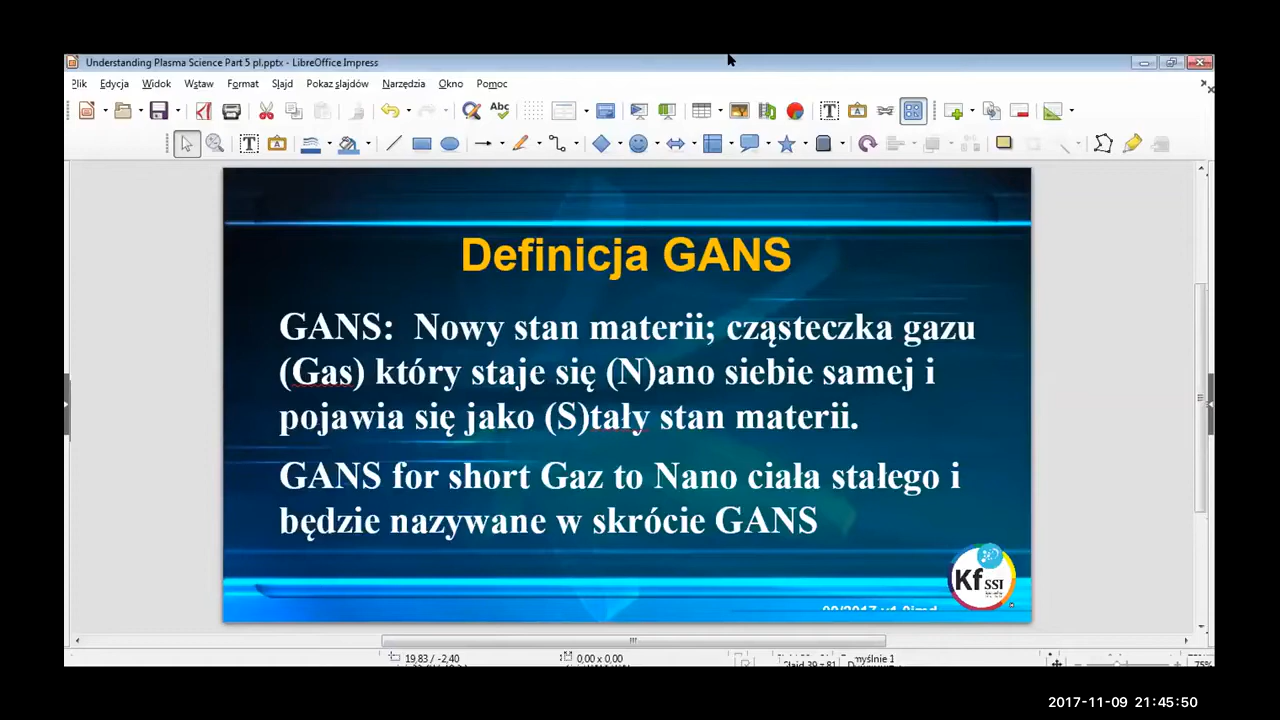 Understanding Plasma Science Part 5 pl.pptx - LibreOffice Impress
Plik Edycja Widok Wstaw Format Slajd Pokaz slajdów Narzędzia Okno Pomoc
Definicja GANS
GANS: Nowy stan materii; cząsteczka gazu
(Gas) który staje się (N)ano siebie samej i
pojawia się jako (S)tały stan materii.
GANS for short Gaz to Nano ciała stałego i
będzie nazywane w skrócie GANS
Kf SSI
19,83 / -2,40 0,00 x 0,00
75%
2017-11-09 21:45:50